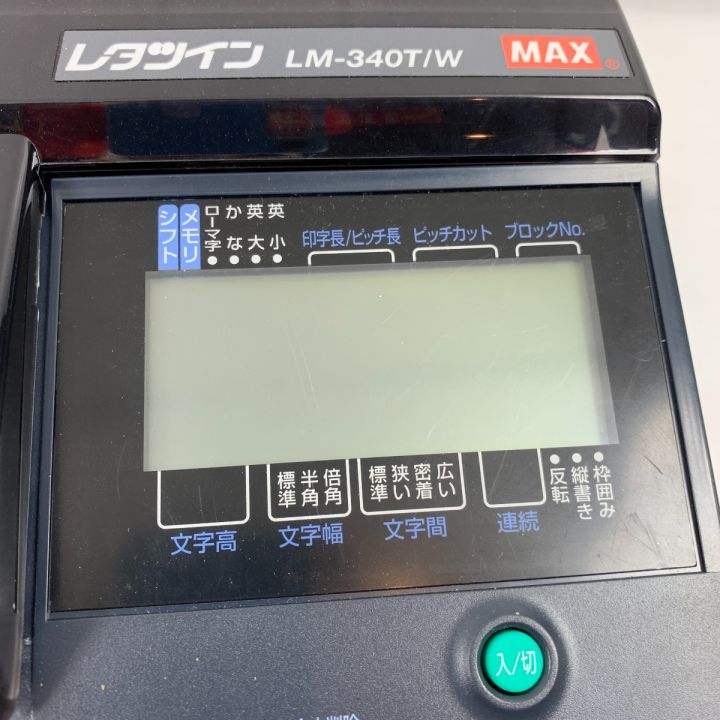 レタツイン LM-340T/W MAX®
シフト
メモリ
ローマ字
かな
英大
英小
印字長/ピッチ長 ピッチカット ブロックNo.
標準 半角 倍角
標準 狭い 密着 広い
反転 縦書き 枠囲み
文字高 文字幅 文字間 連続
入/切